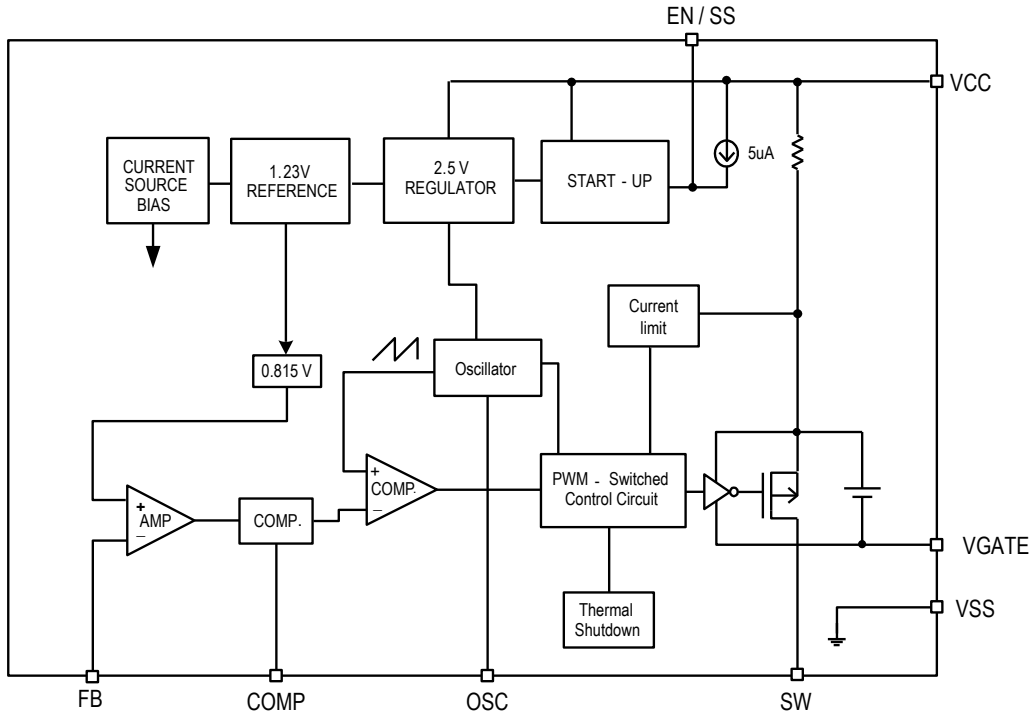 EN / SS
VCC
CURRENT
SOURCE
BIAS
1.23V
REFERENCE
2.5 V
REGULATOR
START - UP
5uA
Current
limit
Oscillator
0.815 V
+
COMP.
−
PWM - Switched
Control Circuit
+
AMP
−
COMP.
VGATE
Thermal
Shutdown
VSS
FB
COMP
OSC
SW